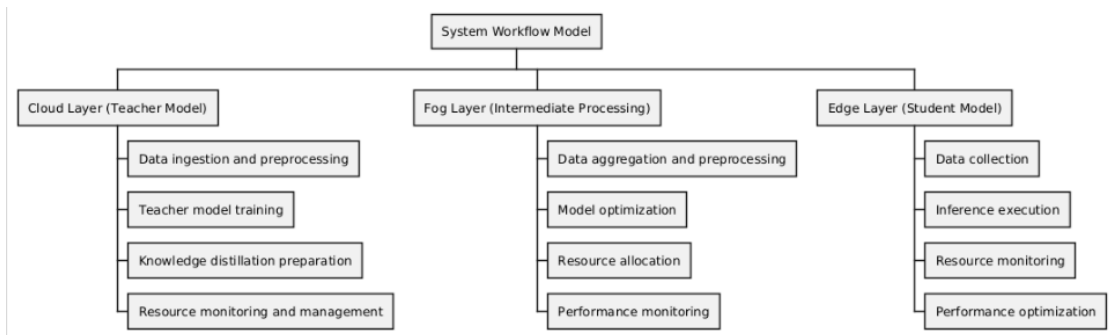 System Workflow Model
Cloud Layer (Teacher Model)
Data ingestion and preprocessing
Teacher model training
Knowledge distillation preparation
Resource monitoring and management
Fog Layer (Intermediate Processing)
Data aggregation and preprocessing
Model optimization
Resource allocation
Performance monitoring
Edge Layer (Student Model)
Data collection
Inference execution
Resource monitoring
Performance optimization